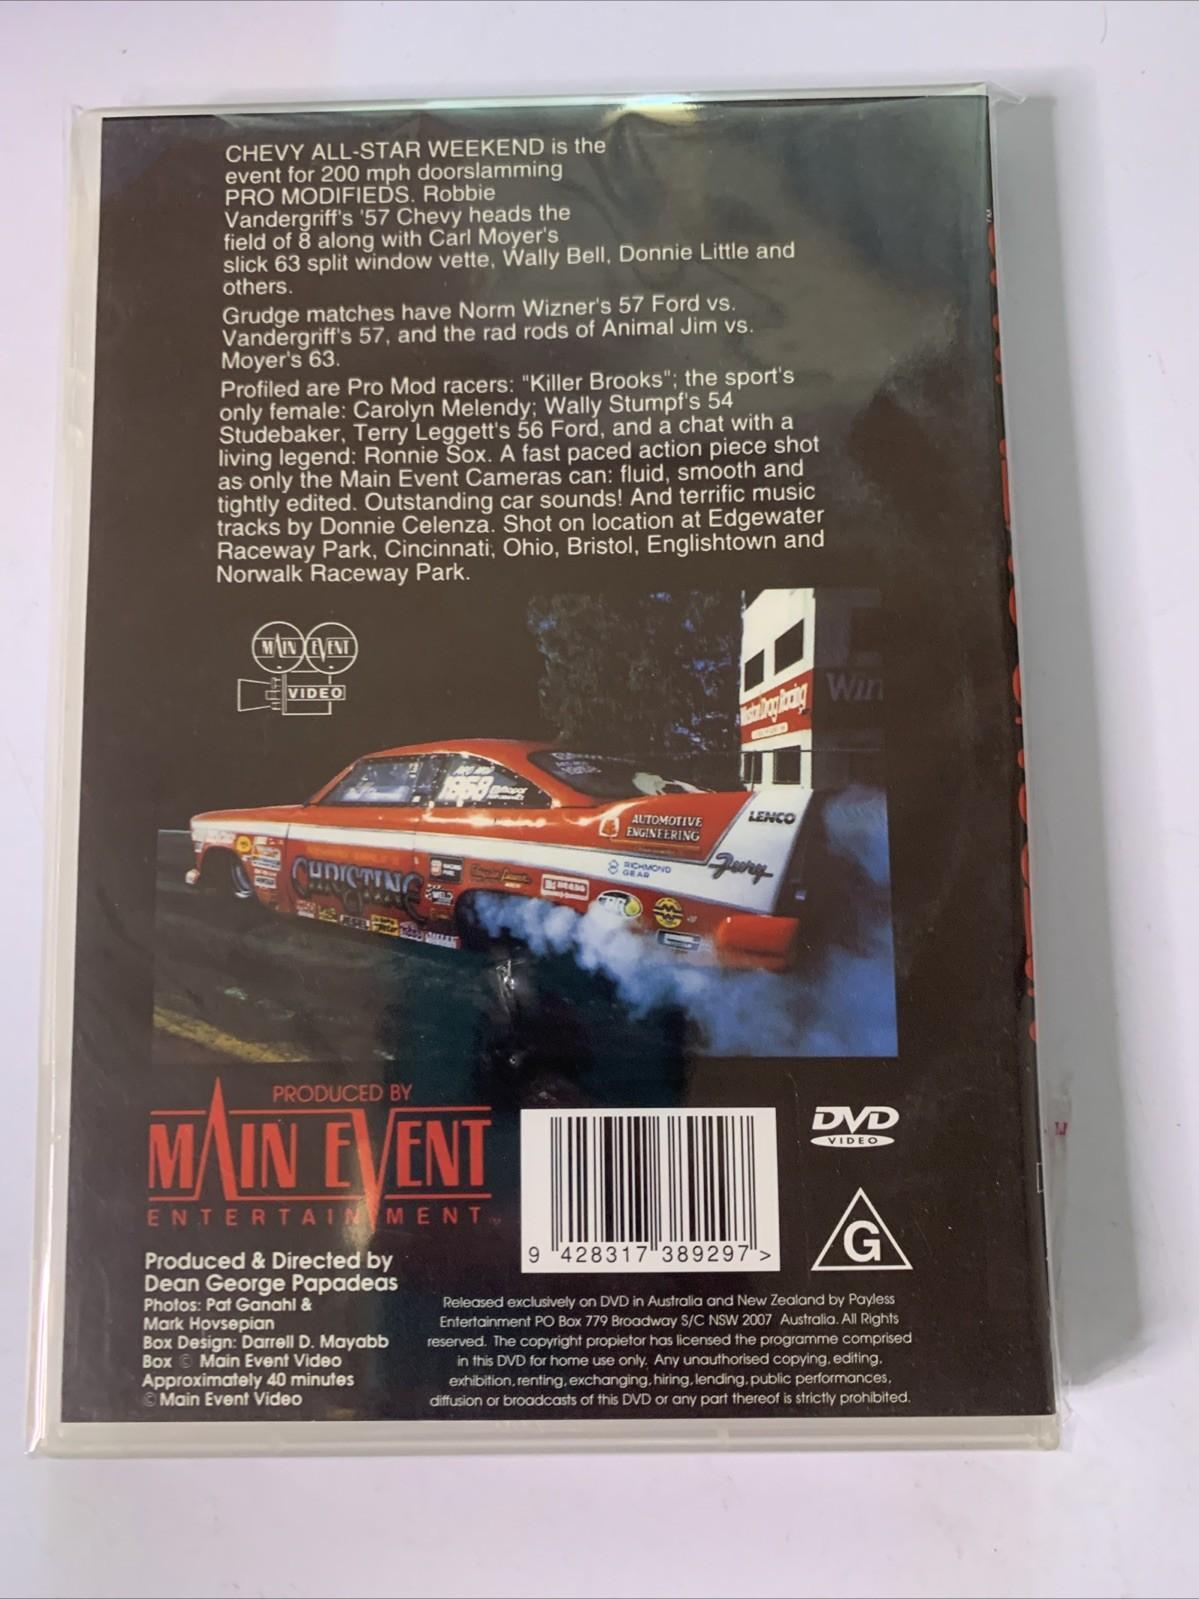 CHEVY ALL-STAR WEEKEND is the
event for 200 mph doorslamming
PRO MODIFIEDS. Robbie
Vandergriff's '57 Chevy heads the
field of 8 along with Carl Moyer's
slick 63 split window vette, Wally Bell, Donnie Little and
others.
Grudge matches have Norm Wizner's 57 Ford vs.
Vandergriff's 57, and the rad rods of Animal Jim vs.
Moyer's 63.
Profiled are Pro Mod racers: "Killer Brooks"; the sport's
only female: Carolyn Melendy; Wally Stumpf's 54
Studebaker, Terry Leggett's 56 Ford, and a chat with a
living legend: Ronnie Sox. A fast paced action piece shot
as only the Main Event Cameras can: fluid, smooth and
tightly edited. Outstanding car sounds! And terrific music
tracks by Donnie Celenza. Shot on location at Edgewater
Raceway Park, Cincinnati, Ohio, Bristol, Englishtown and
Norwalk Raceway Park.
MAIN EVENT
VIDEO
Winston Drag Racing
Win
1958
AUTOMOTIVE
ENGINEERING
LENCO
RICHMOND
GEAR
Fury
CHRISTINE
WELD
JESEL
PRODUCED BY
MAIN EVENT
ENTERTAINMENT
Produced & Directed by
Dean George Papadeas
Photos: Pat Ganahl &
Mark Hovsepian
Box Design: Darrell D. Mayabb
Box © Main Event Video
Approximately 40 minutes
© Main Event Video
9 428317 389297 >
DVD
VIDEO
G
Released exclusively on DVD in Australia and New Zealand by Payless
Entertainment PO Box 779 Broadway S/C NSW 2007 Australia. All Rights
reserved. The copyright propietor has licensed the programme comprised
in this DVD for home use only. Any unauthorised copying, editing,
exhibition, renting, exchanging, hiring, lending, public performances,
diffusion or broadcasts of this DVD or any part thereof is strictly prohibited.